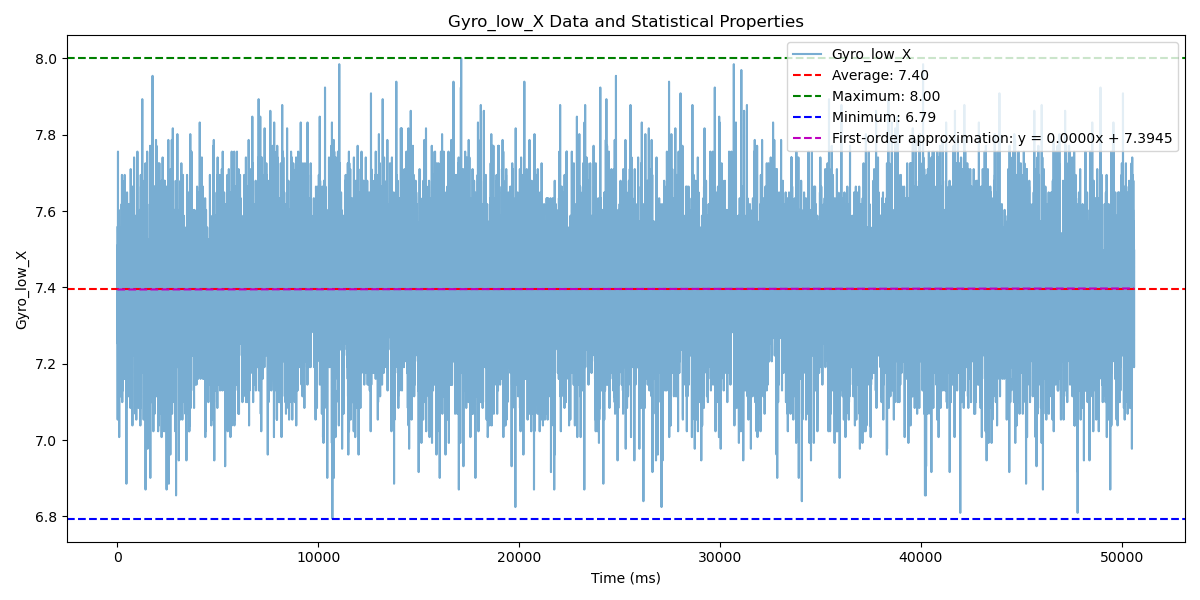 Gyro_low_X Data and Statistical Properties
Gyro_low_X
Average: 7.40
Maximum: 8.00
Minimum: 6.79
First-order approximation: y = 0.0000x + 7.3945
8.0
7.8
7.6
7.4
7.2
7.0
6.8
Gyro_low_X
0 10000 20000 30000 40000 50000
Time (ms)